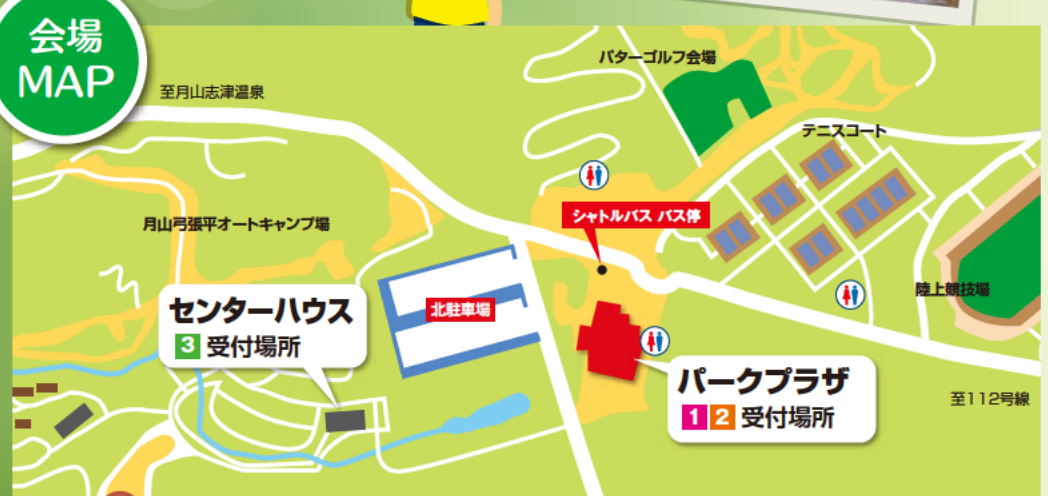 会場
MAP
至月山志津温泉
パターゴルフ会場
テニスコート
シャトルバス バス停
月山弓張平オートキャンプ場
陸上競技場
北駐車場
センターハウス
3 受付場所
パークプラザ
1 2 受付場所
至112号線